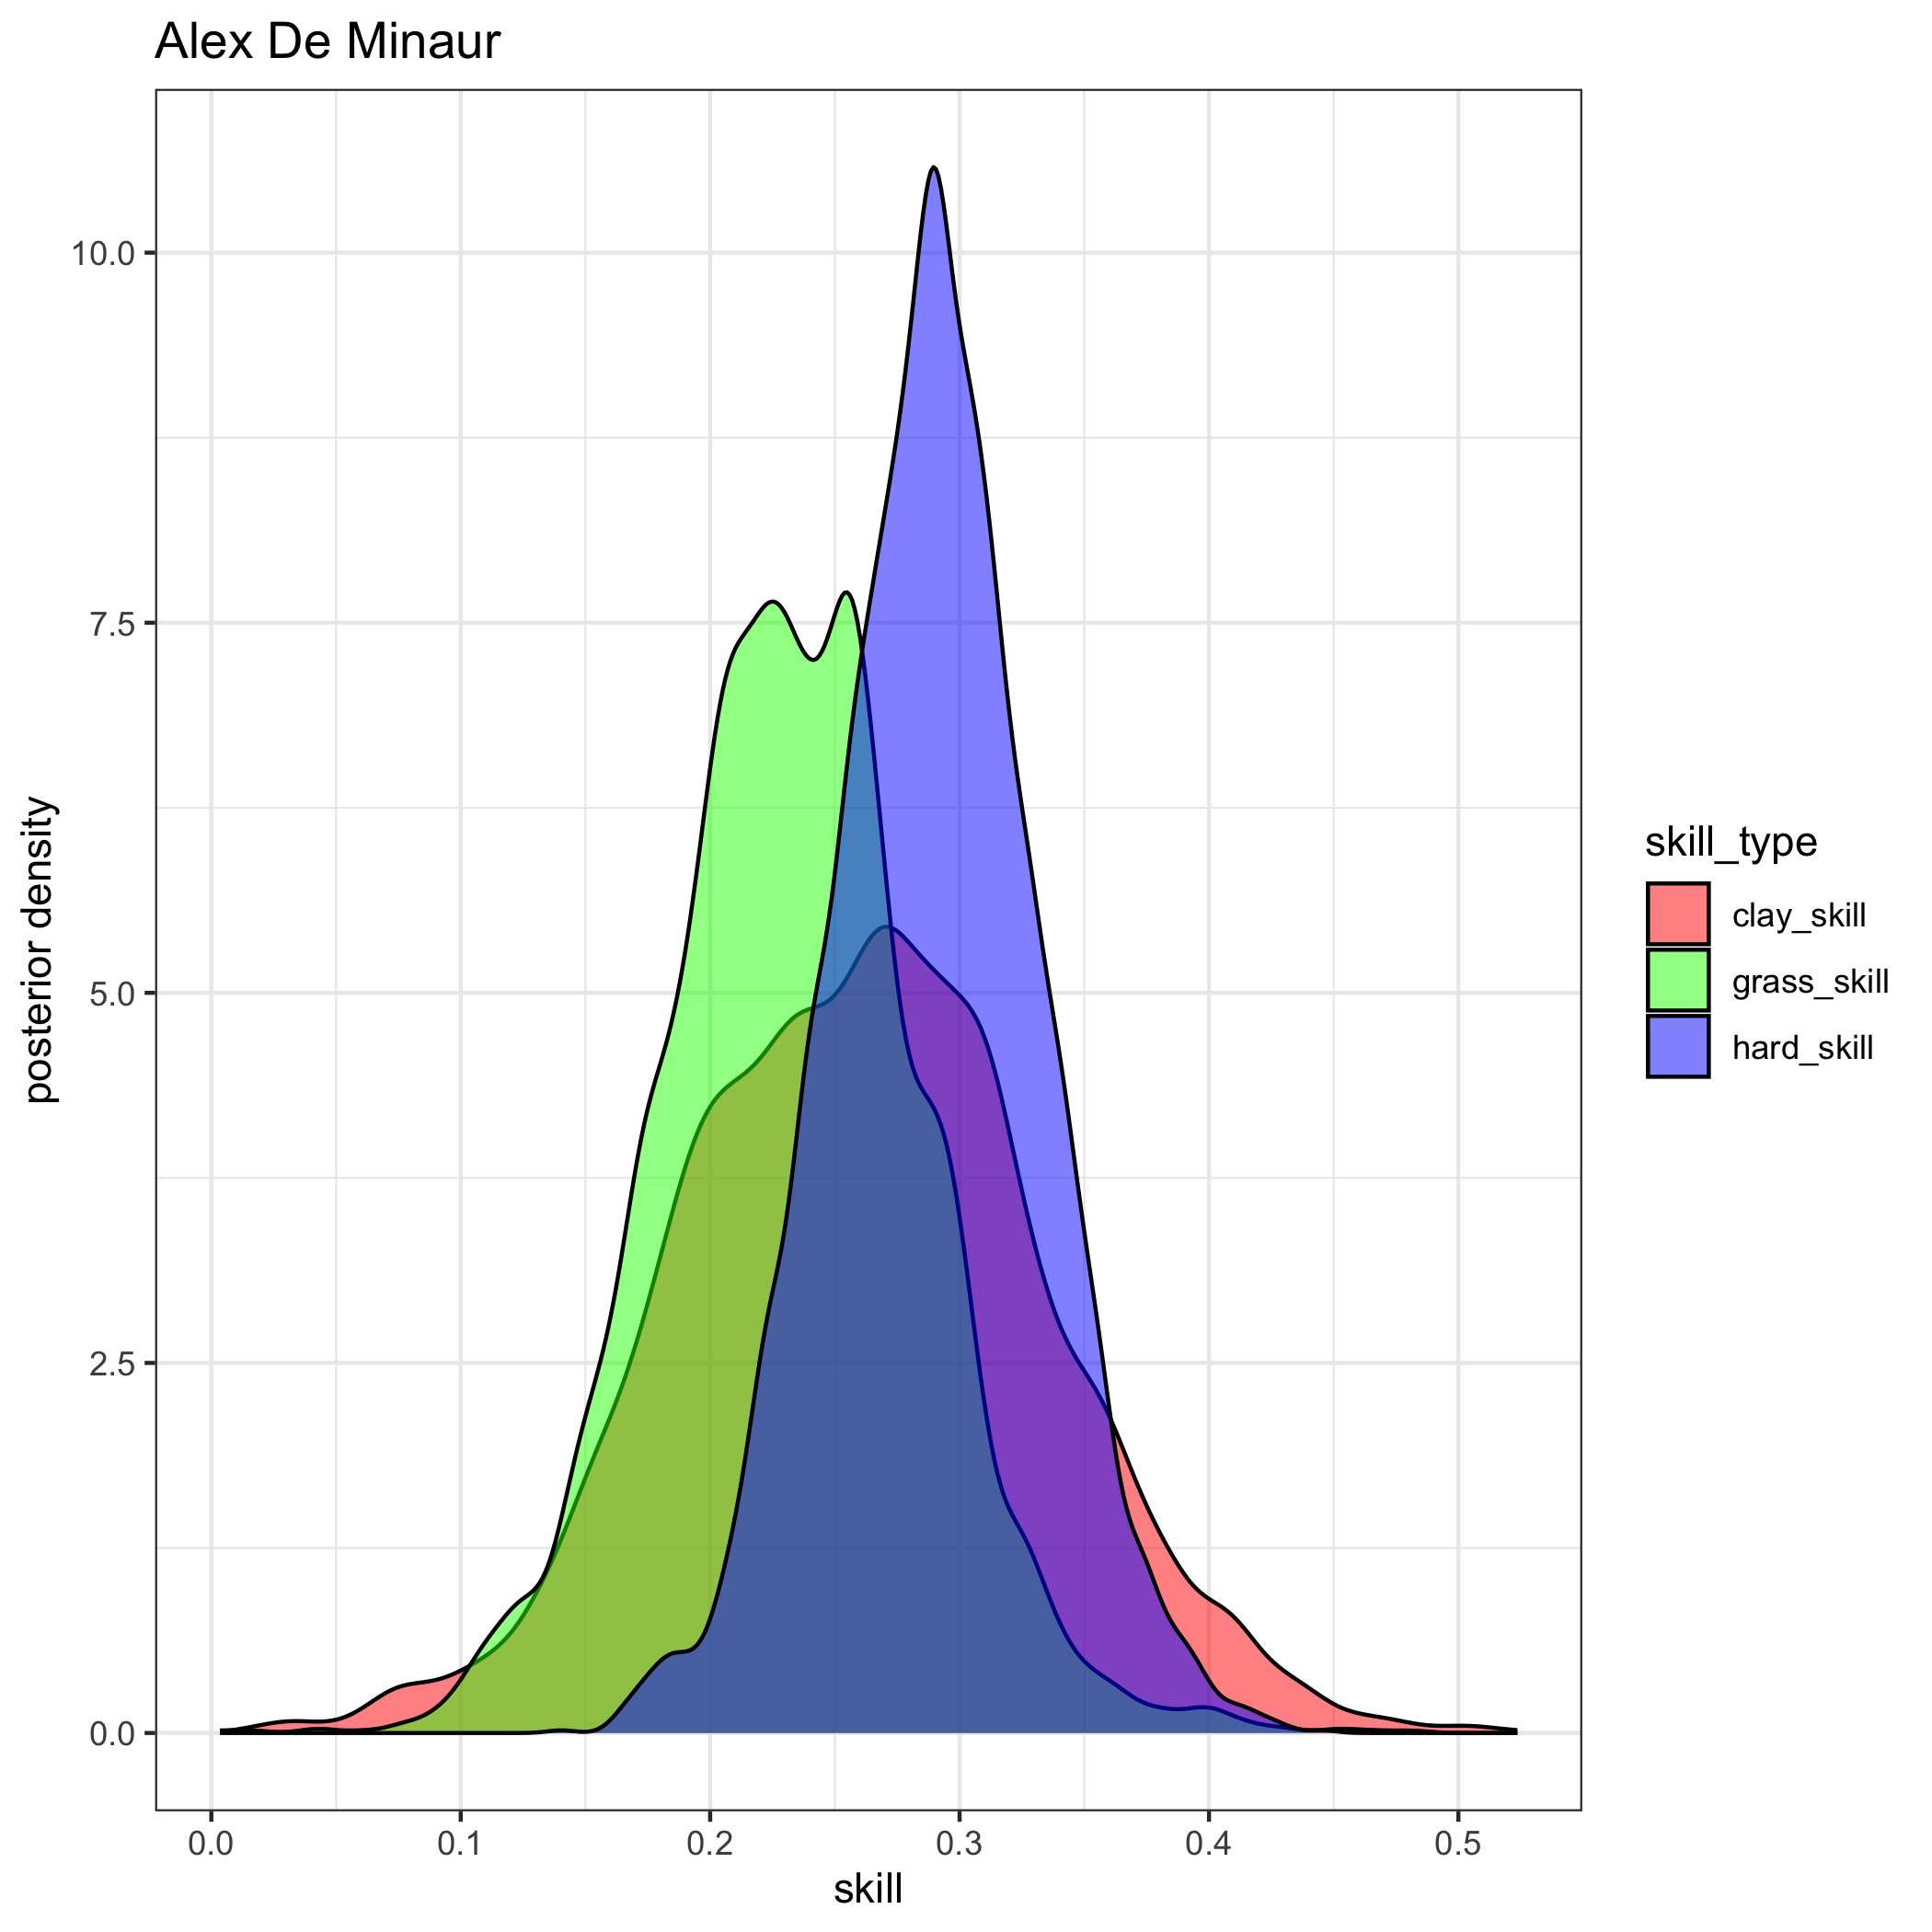 Alex De Minaur
posterior density
10.0
7.5
5.0
2.5
0.0
0.0 0.1 0.2 0.3 0.4 0.5
skill
skill_type
clay_skill
grass_skill
hard_skill